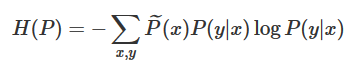 H(P) = − ∑x,y P̃(x)P(y|x) log P(y|x)